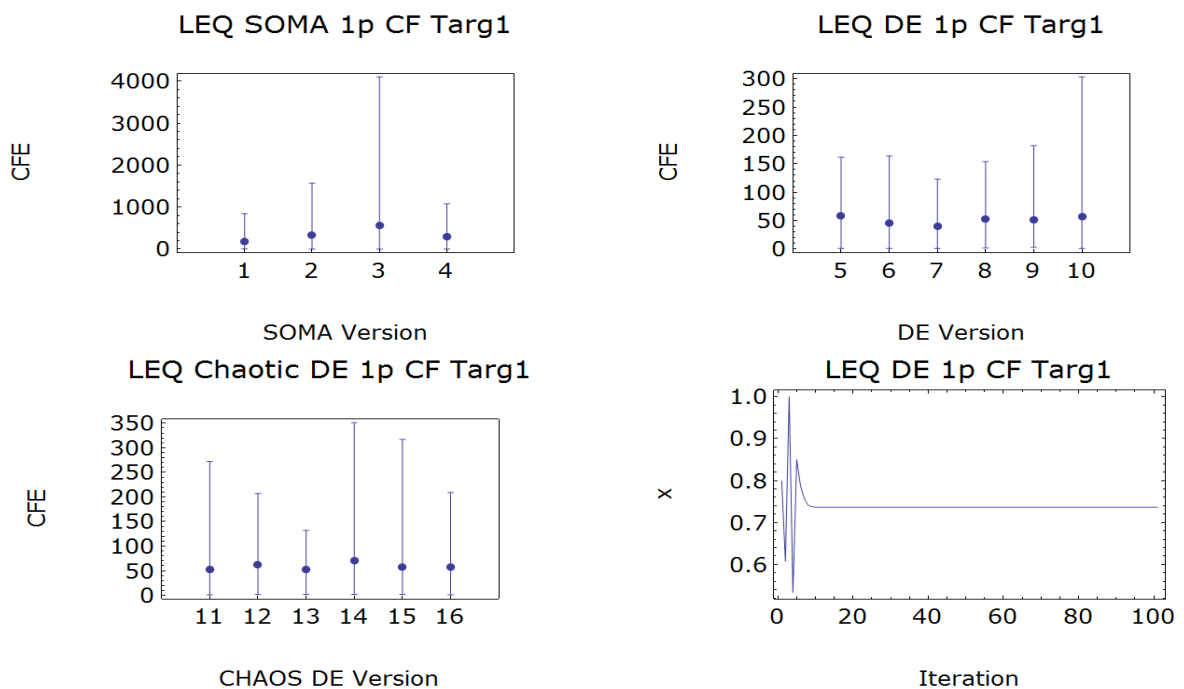 LEQ SOMA 1p CF Targ1
CFE
4000
3000
2000
1000
0
1 2 3 4
SOMA Version
LEQ DE 1p CF Targ1
CFE
300
250
200
150
100
50
0
5 6 7 8 9 10
DE Version
LEQ Chaotic DE 1p CF Targ1
CFE
350
300
250
200
150
100
50
0
11 12 13 14 15 16
CHAOS DE Version
LEQ DE 1p CF Targ1
x
1.0
0.9
0.8
0.7
0.6
0 20 40 60 80 100
Iteration